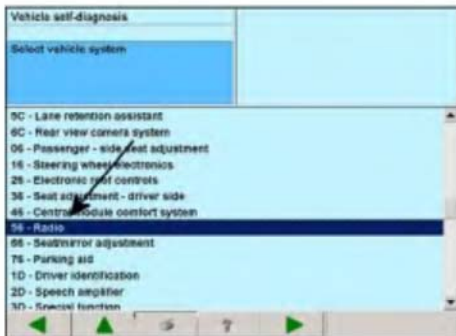 Vehicle self-diagnosis
Select vehicle system
5C - Lane retention assistant
6C - Rear view camera system
06 - Passenger - side seat adjustment
16 - Steering wheel electronics
26 - Electronic roof controls
36 - Seat adjustment - driver side
46 - Central module comfort system
56 - Radio
66 - Seat/mirror adjustment
76 - Parking aid
1D - Driver identification
2D - Speech amplifier
3D - Special function
?